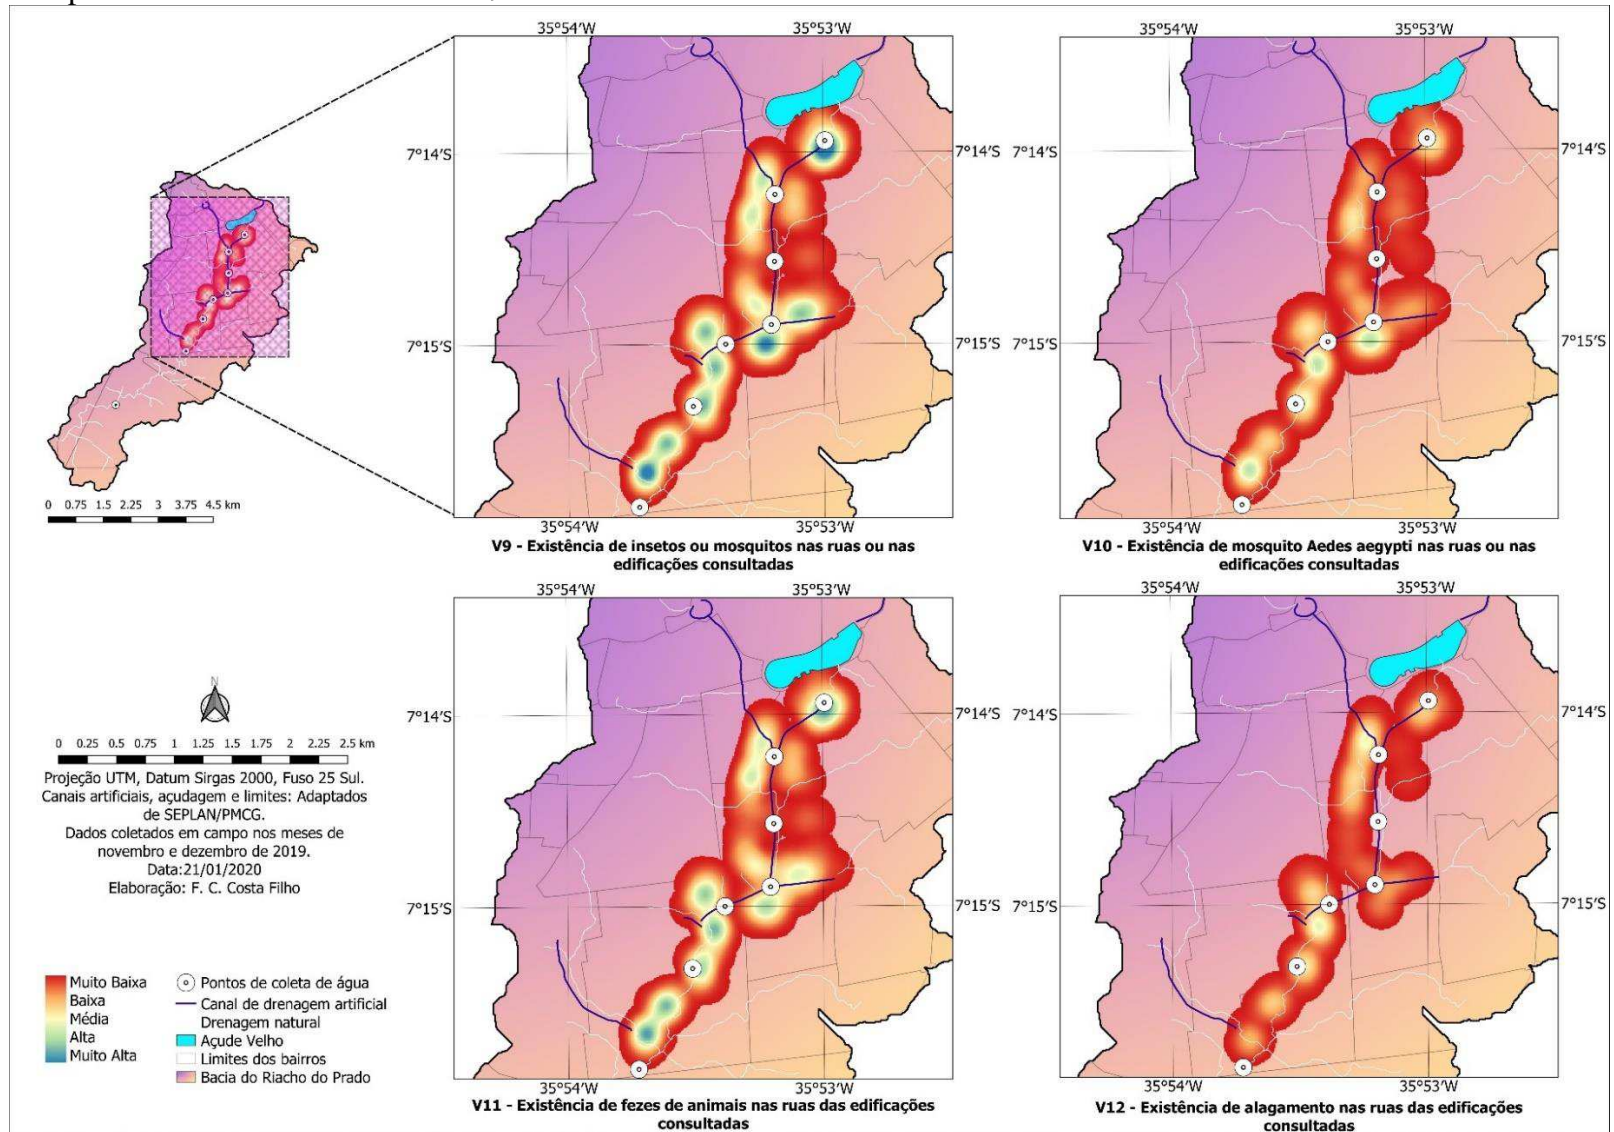 35°54'W
35°53'W
35°54'W
35°53'W
7°14'S
7°14'S
7°14'S
7°15'S
7°15'S
7°15'S
35°54'W
35°53'W
35°54'W
35°53'W
V9 - Existência de insetos ou mosquitos nas ruas ou nas
edificações consultadas
V10 - Existência de mosquito Aedes aegypti nas ruas ou nas
edificações consultadas
0 0.75 1.5 2.25 3 3.75 4.5 km
35°54'W
35°53'W
35°54'W
35°53'W
7°14'S
7°14'S
7°14'S
7°15'S
7°15'S
7°15'S
35°54'W
35°53'W
35°54'W
35°53'W
V11 - Existência de fezes de animais nas ruas das edificações
consultadas
V12 - Existência de alagamento nas ruas das edificações
consultadas
N
0 0.25 0.5 0.75 1 1.25 1.5 1.75 2 2.25 2.5 km
Projeção UTM, Datum Sirgas 2000, Fuso 25 Sul.
Canais artificiais, açudagem e limites: Adaptados
de SEPLAN/PMCG.
Dados coletados em campo nos meses de
novembro e dezembro de 2019.
Data:21/01/2020
Elaboração: F. C. Costa Filho
Muito Baixa
Baixa
Média
Alta
Muito Alta
Pontos de coleta de água
Canal de drenagem artificial
Drenagem natural
Açude Velho
Limites dos bairros
Bacia do Riacho do Prado